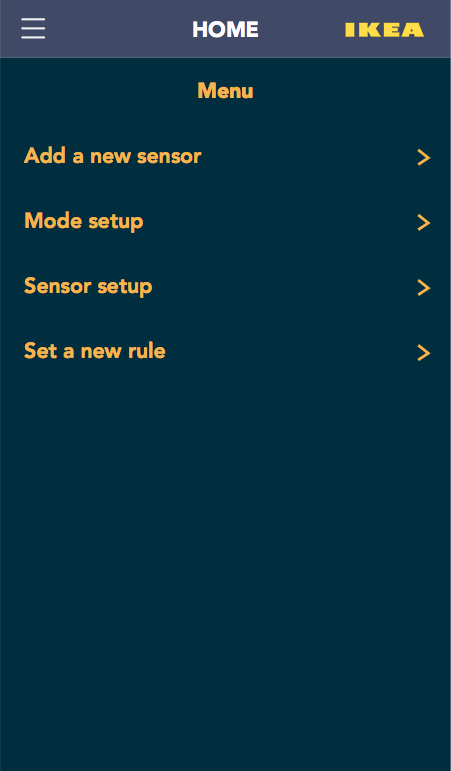 HOME
IKEA
Menu
Add a new sensor
Mode setup
Sensor setup
Set a new rule